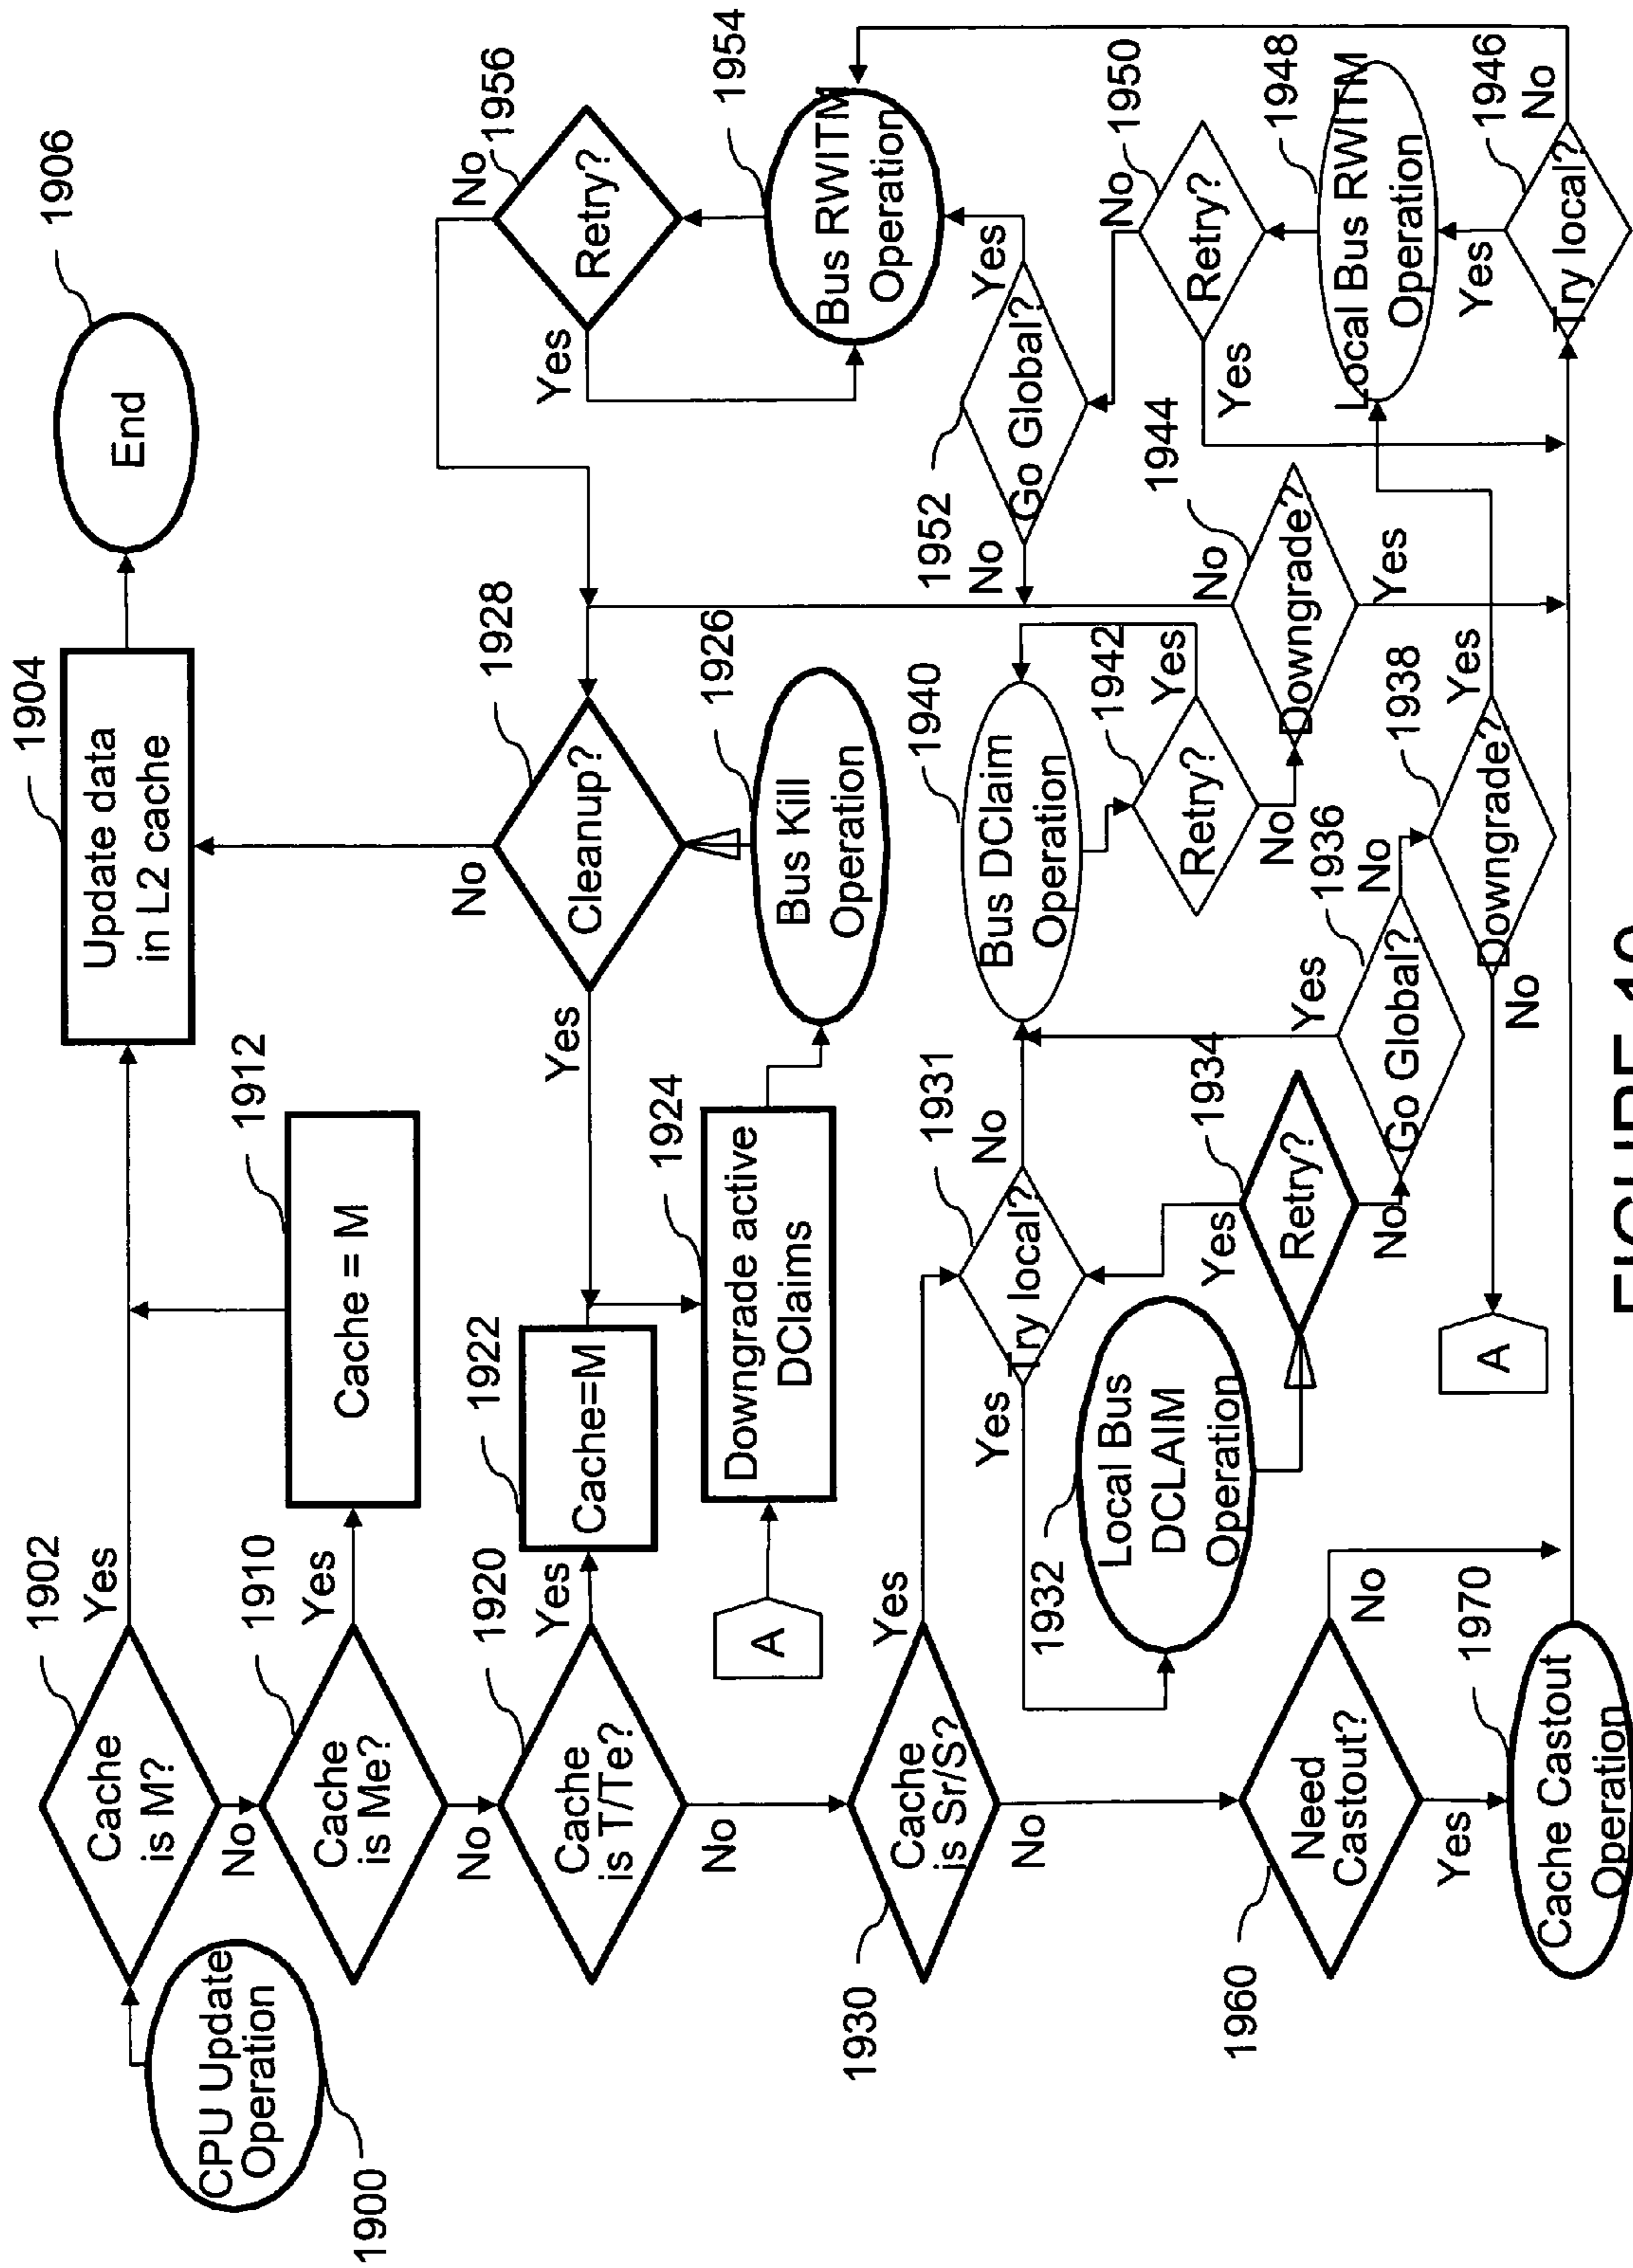 1900
CPU Update
Operation
1902
Cache
is M?
Yes
No
1904
Update data
in L2 cache
1906
End
1910
Cache
is Me?
Yes
No
1912
Cache = M
1920
Cache
is T/Te?
Yes
No
1922
Cache=M
Yes
1928
Cleanup?
No
1956
Retry?
No
Yes
A
1924
Downgrade active
DClaims
1926
Bus Kill
Operation
1954
Bus RWITM
Operation
1930
Cache
is Sr/S?
Yes
No
1931
Try local?
No
Yes
1940
Bus DClaim
Operation
1952
Go Global?
No
Yes
1932
Local Bus
DCLAIM
Operation
1934
Retry?
Yes
No
1942
Retry?
Yes
No
1944
Downgrade?
No
Yes
1950
Retry?
No
Yes
1936
Go Global?
Yes
No
1938
Downgrade?
Yes
No
A
1948
Local Bus RWITM
Operation
1960
Need
Castout?
No
Yes
1970
Cache Castout
Operation
1946
Try local?
Yes
No
FIGURE